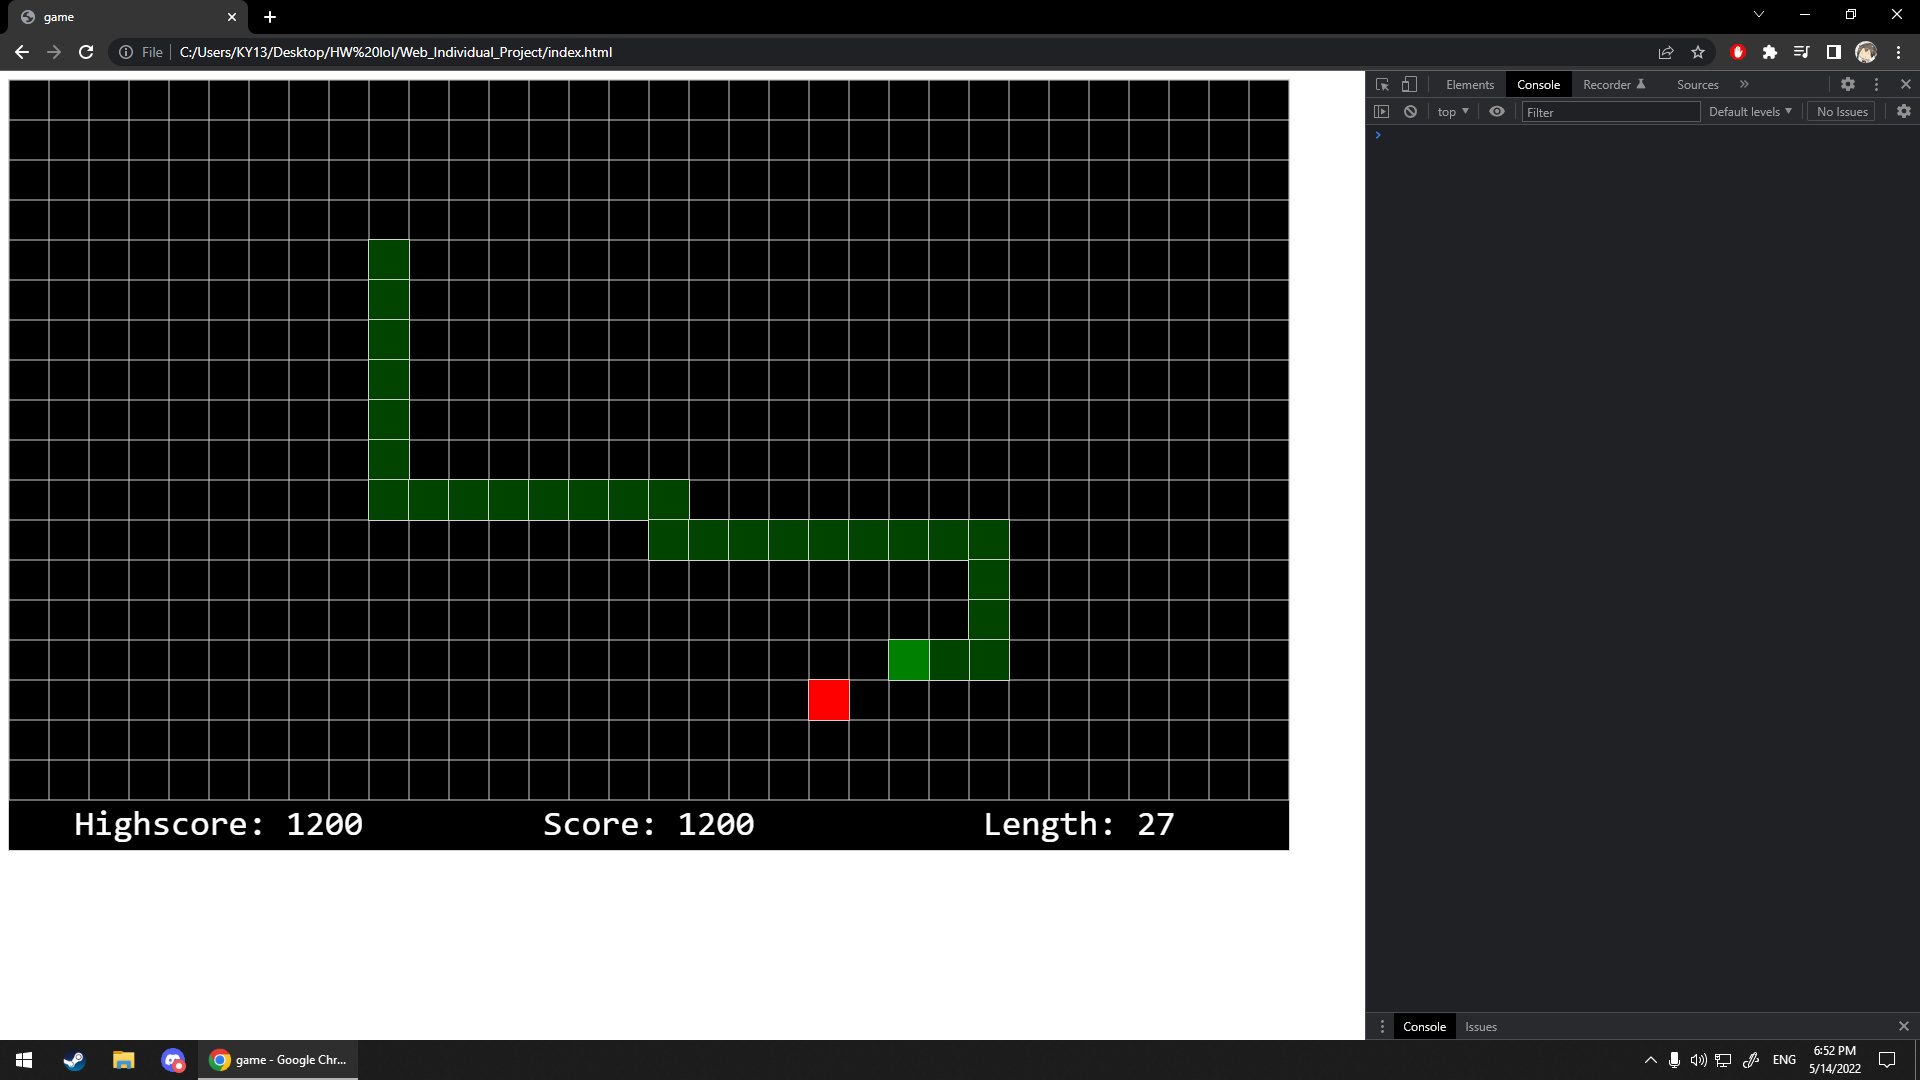 game
File
C:/Users/KY13/Desktop/HW%20lol/Web_Individual_Project/index.html
Elements
Console
Recorder
Sources
top
Filter
Default levels
No Issues
Highscore: 1200
Score: 1200
Length: 27
Console
Issues
game - Google Chr...
ENG
6:52 PM
5/14/2022